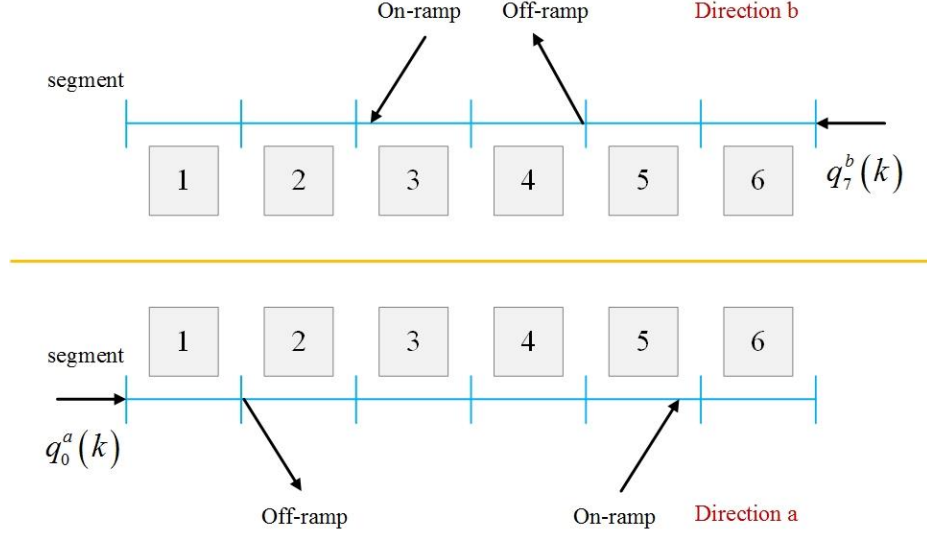 On-ramp Off-ramp Direction b
segment
1 2 3 4 5 6
q_7^b(k)
1 2 3 4 5 6
segment
q_0^a(k)
Off-ramp On-ramp Direction a